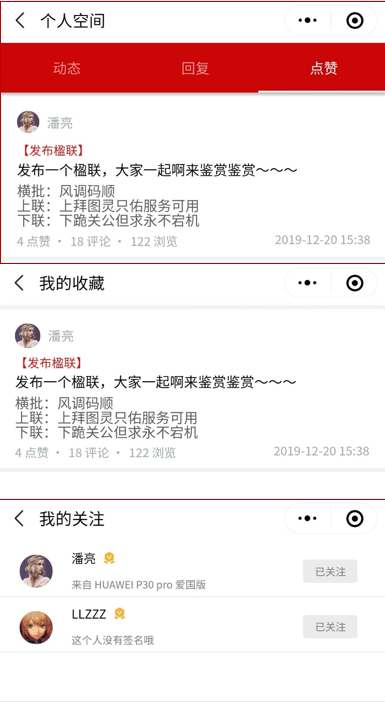 个人空间
动态 回复 点赞
潘亮
【发布楹联】
发布一个楹联，大家一起啊来鉴赏鉴赏～～～
横批：风调码顺
上联：上拜图灵只佑服务可用
下联：下跪关公但求永不宕机
4 点赞 · 18 评论 · 122 浏览 2019-12-20 15:38
我的收藏
潘亮
【发布楹联】
发布一个楹联，大家一起啊来鉴赏鉴赏～～～
横批：风调码顺
上联：上拜图灵只佑服务可用
下联：下跪关公但求永不宕机
4 点赞 · 18 评论 · 122 浏览 2019-12-20 15:38
我的关注
潘亮
来自 HUAWEI P30 pro 爱国版 已关注
LLZZZ
这个人没有签名哦 已关注